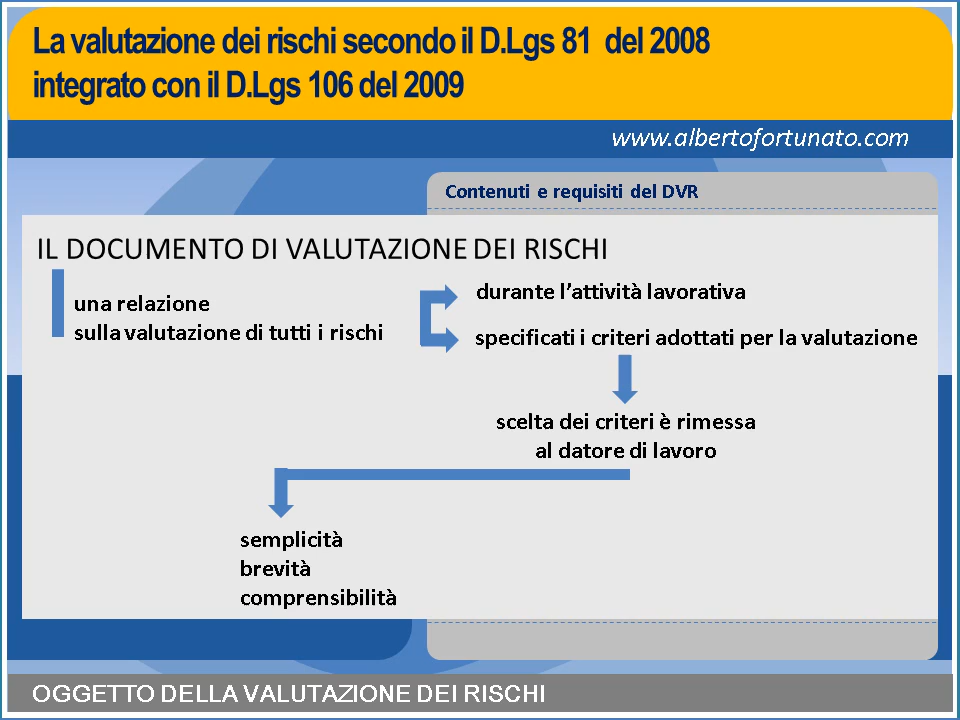 La valutazione dei rischi secondo il D.Lgs 81 del 2008
integrato con il D.Lgs 106 del 2009
www.albertofortunato.com
Contenuti e requisiti del DVR
IL DOCUMENTO DI VALUTAZIONE DEI RISCHI
una relazione
sulla valutazione di tutti i rischi
durante l'attività lavorativa
specificati i criteri adottati per la valutazione
scelta dei criteri è rimessa
al datore di lavoro
semplicità
brevità
comprensibilità
OGGETTO DELLA VALUTAZIONE DEI RISCHI